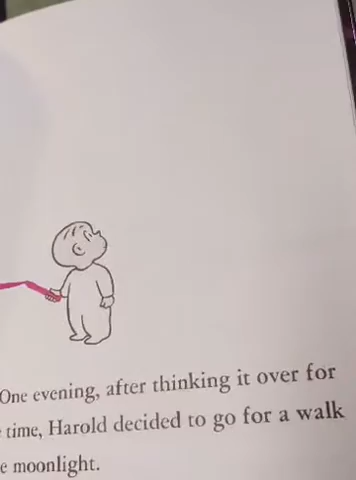 One evening, after thinking it over for
time, Harold decided to go for a walk
moonlight.